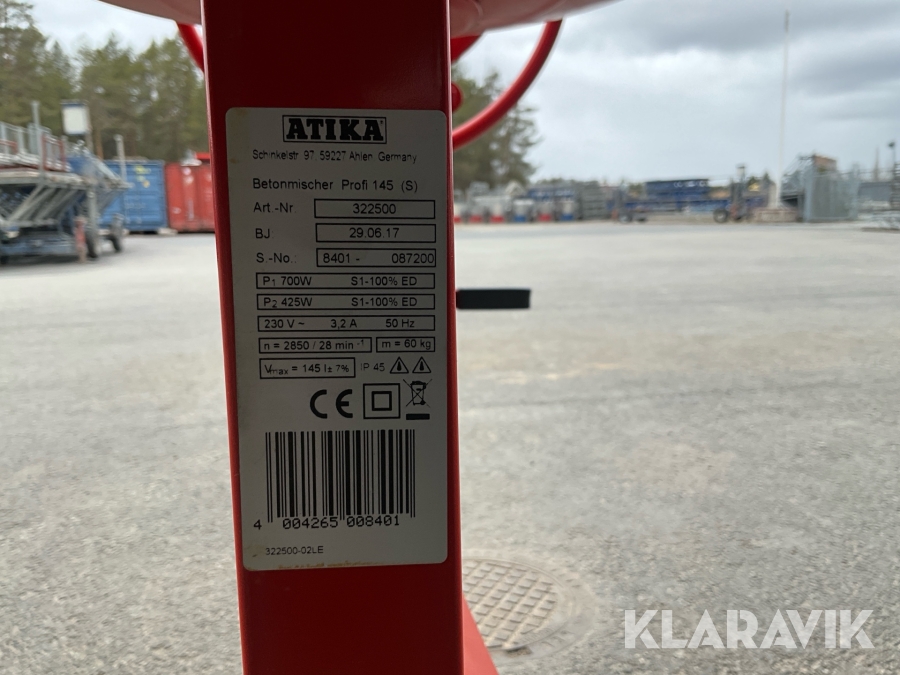 ATIKA
Schinkelstr 97. 59227 Ahlen Germany
Betonmischer Profi 145 (S)
Art.-Nr. 322500
BJ 29.06.17
S.-No.: 8401 - 087200
P1 700W S1-100% ED
P2 425W S1-100% ED
230 V ~ 3,2 A 50 Hz
n = 2850 / 28 min -1 m = 60 kg
Vmax = 145 l ± 7% IP 45
CE
4 004265 008401
322500-02LE
KLARAVIK